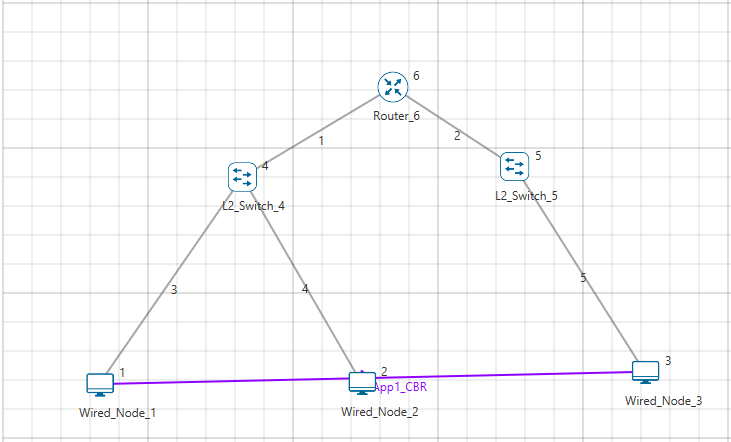 6
Router_6
1
2
4
L2_Switch_4
5
L2_Switch_5
3
4
5
1
Wired_Node_1
2
App1_CBR
Wired_Node_2
3
Wired_Node_3